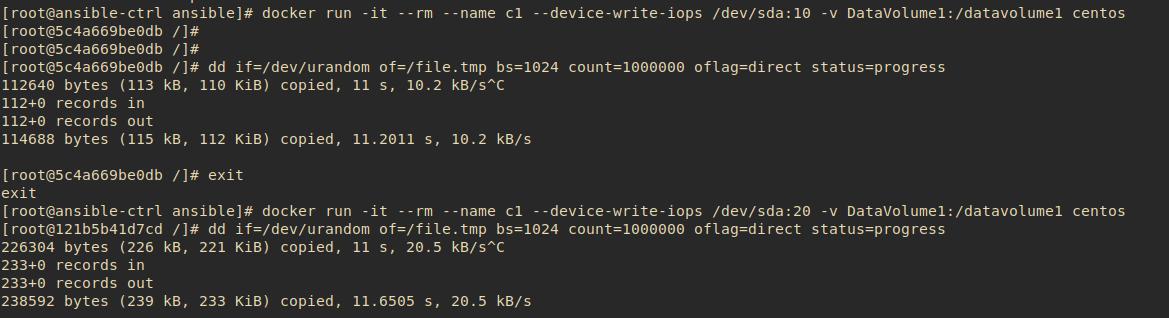 [root@ansible-ctrl ansible]# docker run -it --rm --name c1 --device-write-iops /dev/sda:10 -v DataVolume1:/datavolume1 centos
[root@5c4a669be0db /]#
[root@5c4a669be0db /]#
[root@5c4a669be0db /]# dd if=/dev/urandom of=/file.tmp bs=1024 count=1000000 oflag=direct status=progress
112640 bytes (113 kB, 110 KiB) copied, 11 s, 10.2 kB/s^C
112+0 records in
112+0 records out
114688 bytes (115 kB, 112 KiB) copied, 11.2011 s, 10.2 kB/s
[root@5c4a669be0db /]# exit
exit
[root@ansible-ctrl ansible]# docker run -it --rm --name c1 --device-write-iops /dev/sda:20 -v DataVolume1:/datavolume1 centos
[root@121b5b41d7cd /]# dd if=/dev/urandom of=/file.tmp bs=1024 count=1000000 oflag=direct status=progress
226304 bytes (226 kB, 221 KiB) copied, 11 s, 20.5 kB/s^C
233+0 records in
233+0 records out
238592 bytes (239 kB, 233 KiB) copied, 11.6505 s, 20.5 kB/s